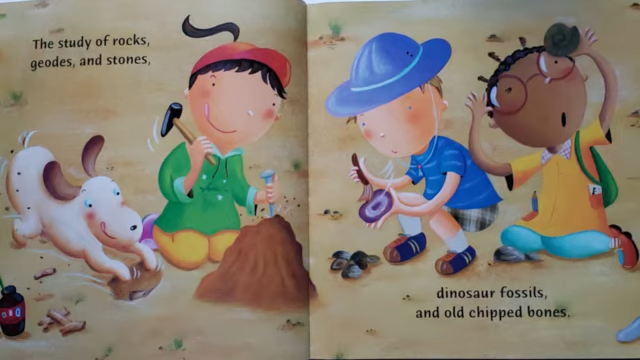 The study of rocks,
geodes, and stones,
dinosaur fossils,
and old chipped bones.